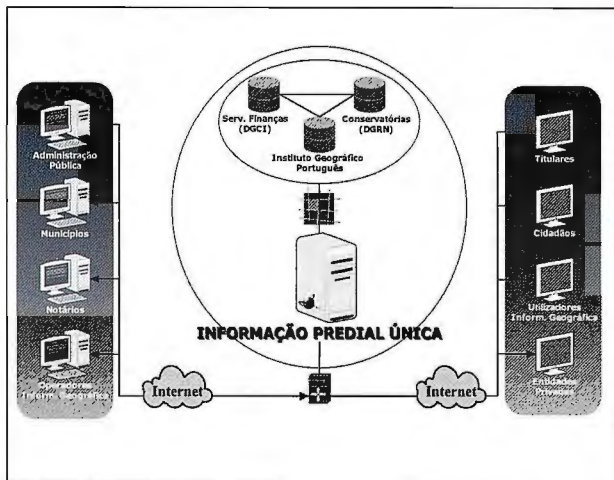 Administração
Pública
Municípios
Notários
Operadores
Inform. Geográfica
Serv. Finanças
(DGCI)
Conservatórias
(DGRN)
Instituto Geográfico
Português
INFORMAÇÃO PREDIAL ÚNICA
Internet
Internet
Titulares
Cidadãos
Utilizadores
Inform. Geográfica
Entidades
Privadas